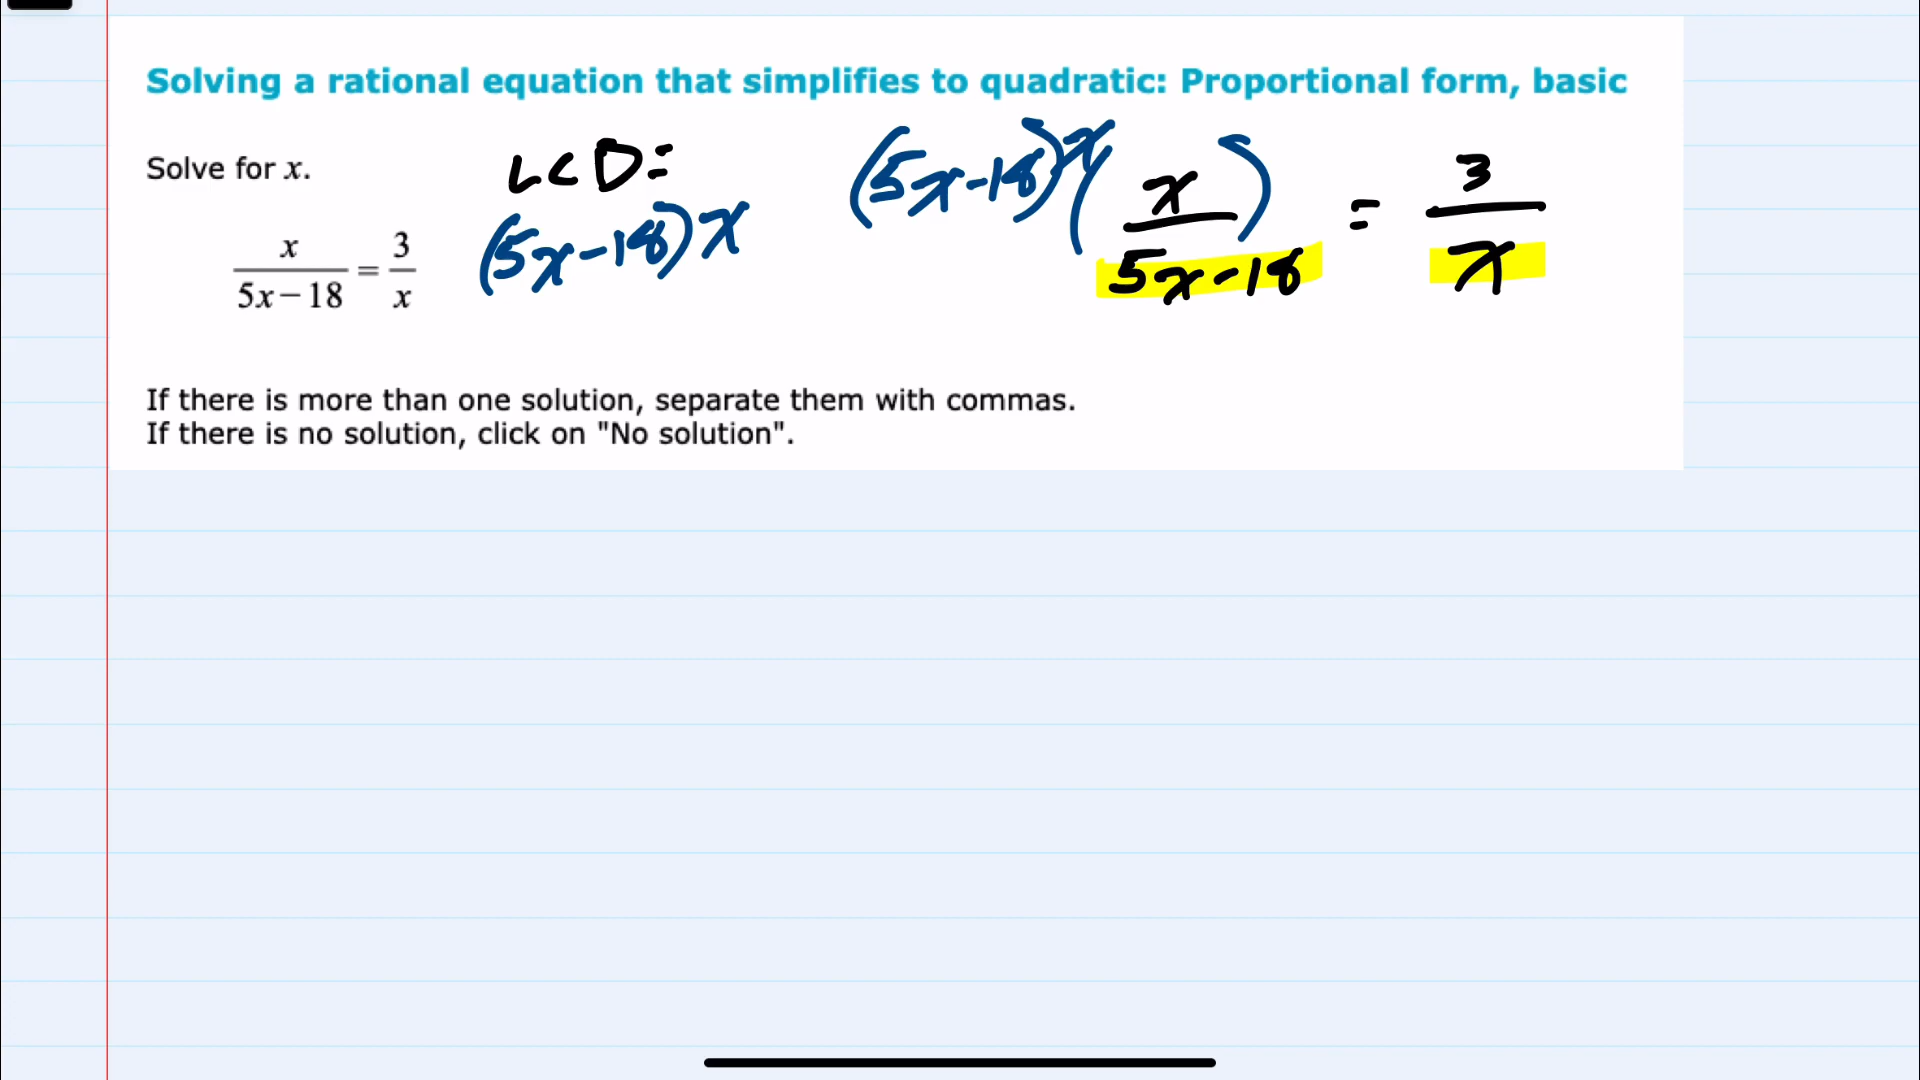 Solving a rational equation that simplifies to quadratic: Proportional form, basic
Solve for x.
x/(5x − 18) = 3/x
LCD:
(5x-18)x
(5x-18)x(x/(5x-18)) = 3/x
If there is more than one solution, separate them with commas.
If there is no solution, click on "No solution".